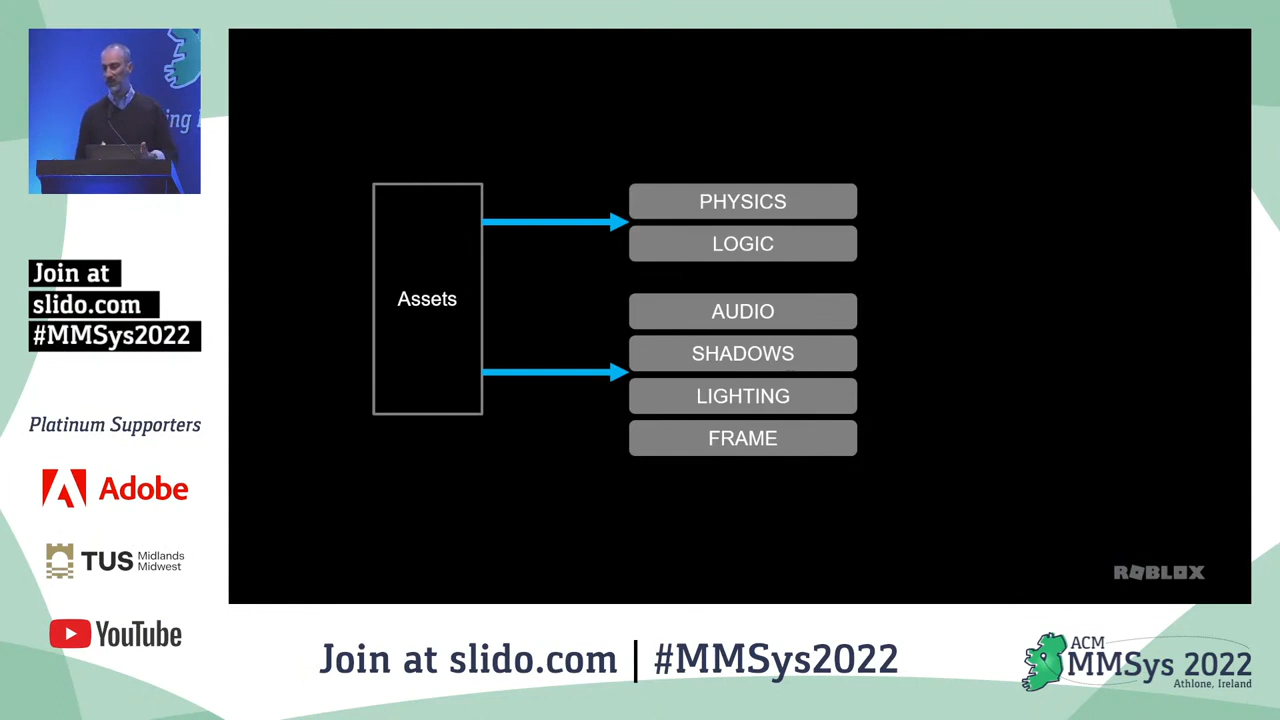 ing
Join at
slido.com
#MMSys2022
Platinum Supporters
Adobe
TUS Midlands
Midwest
YouTube
Assets
PHYSICS
LOGIC
AUDIO
SHADOWS
LIGHTING
FRAME
ROBLOX
Join at slido.com | #MMSys2022
ACM
MMSys 2022
Athlone, Ireland